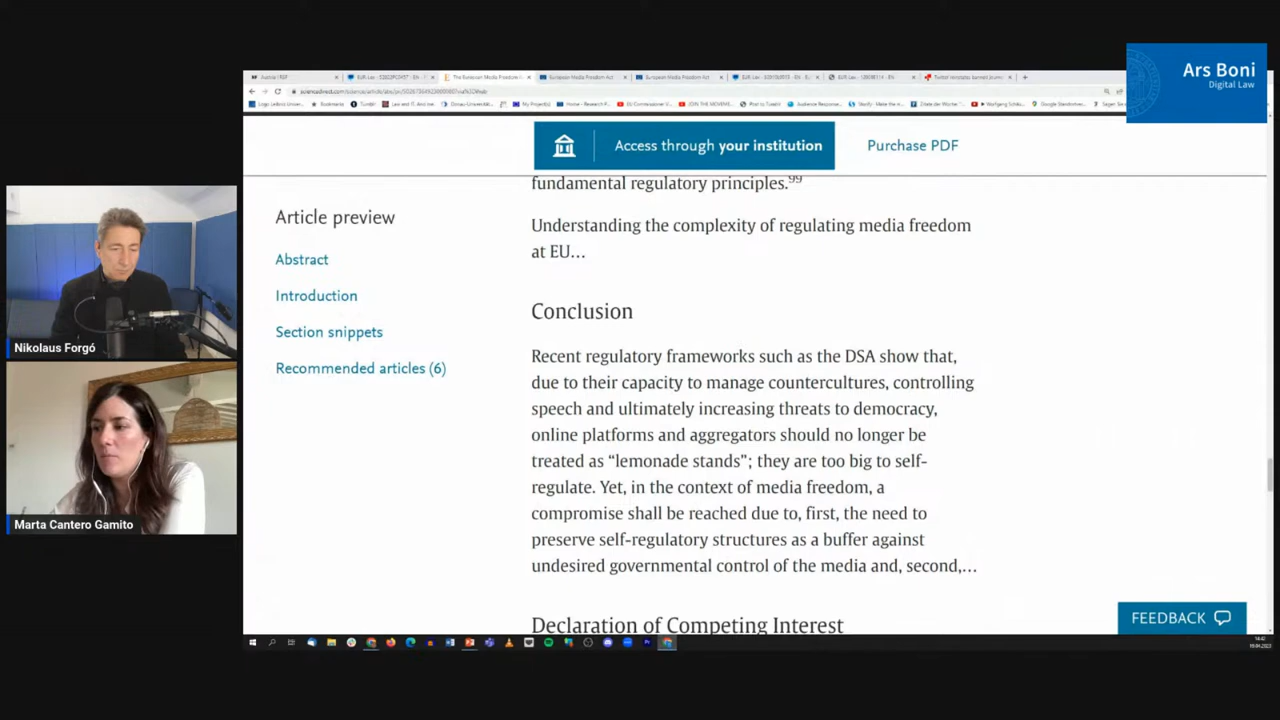 Ars Boni
Digital Law
Access through your institution
Purchase PDF
fundamental regulatory principles.99
Article preview
Abstract
Introduction
Section snippets
Recommended articles (6)
Understanding the complexity of regulating media freedom
at EU…
Conclusion
Recent regulatory frameworks such as the DSA show that,
due to their capacity to manage countercultures, controlling
speech and ultimately increasing threats to democracy,
online platforms and aggregators should no longer be
treated as “lemonade stands”; they are too big to self-
regulate. Yet, in the context of media freedom, a
compromise shall be reached due to, first, the need to
preserve self-regulatory structures as a buffer against
undesired governmental control of the media and, second,…
Declaration of Competing Interest
FEEDBACK
Nikolaus Forgó
Marta Cantero Gamito